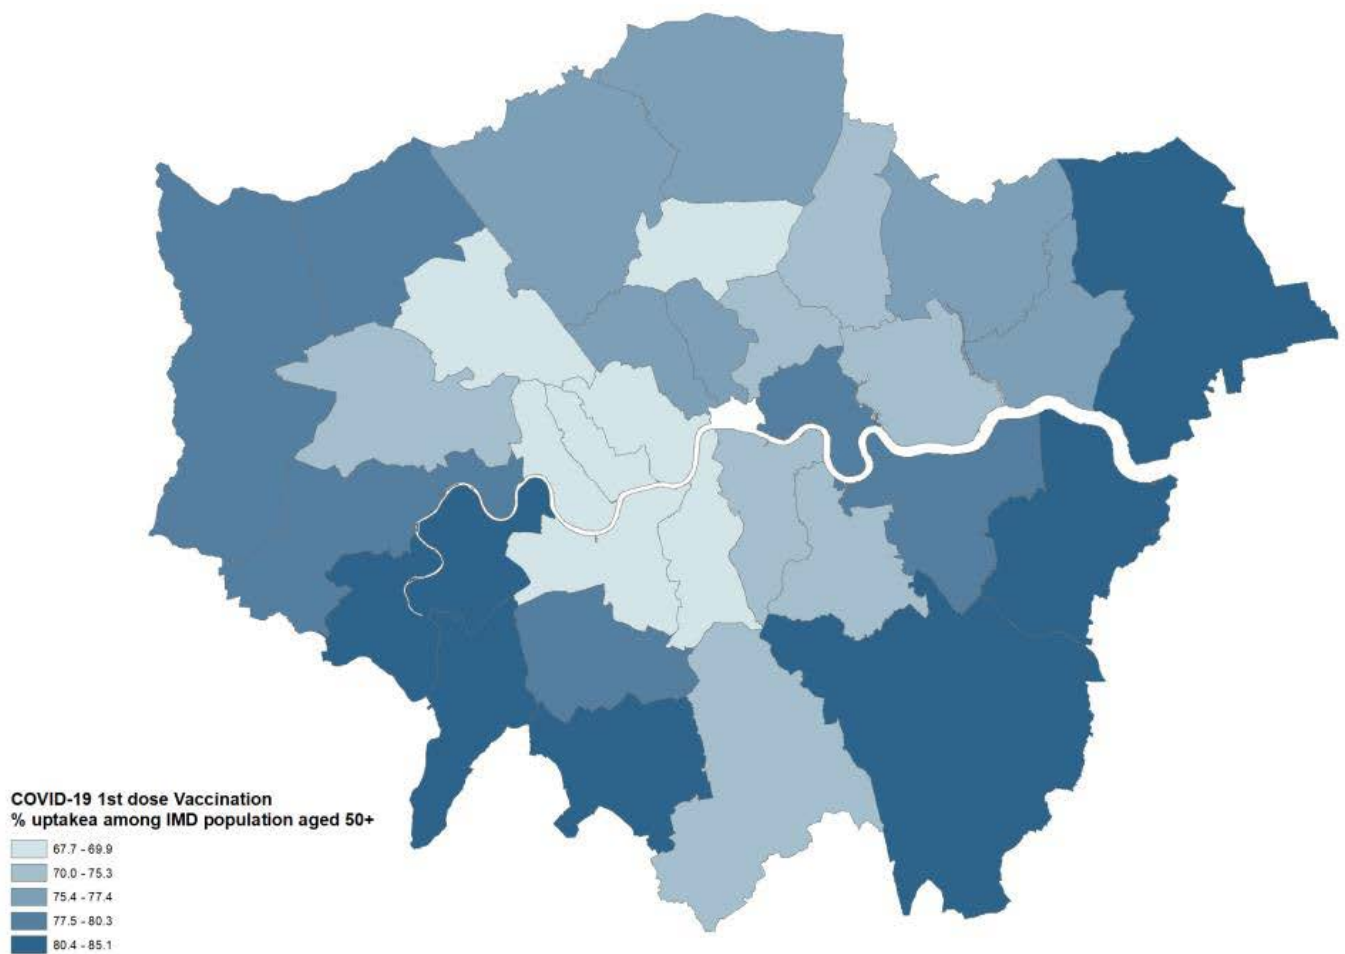 COVID-19 1st dose Vaccination
% uptakea among IMD population aged 50+
67.7 - 69.9
70.0 - 75.3
75.4 - 77.4
77.5 - 80.3
80.4 - 85.1